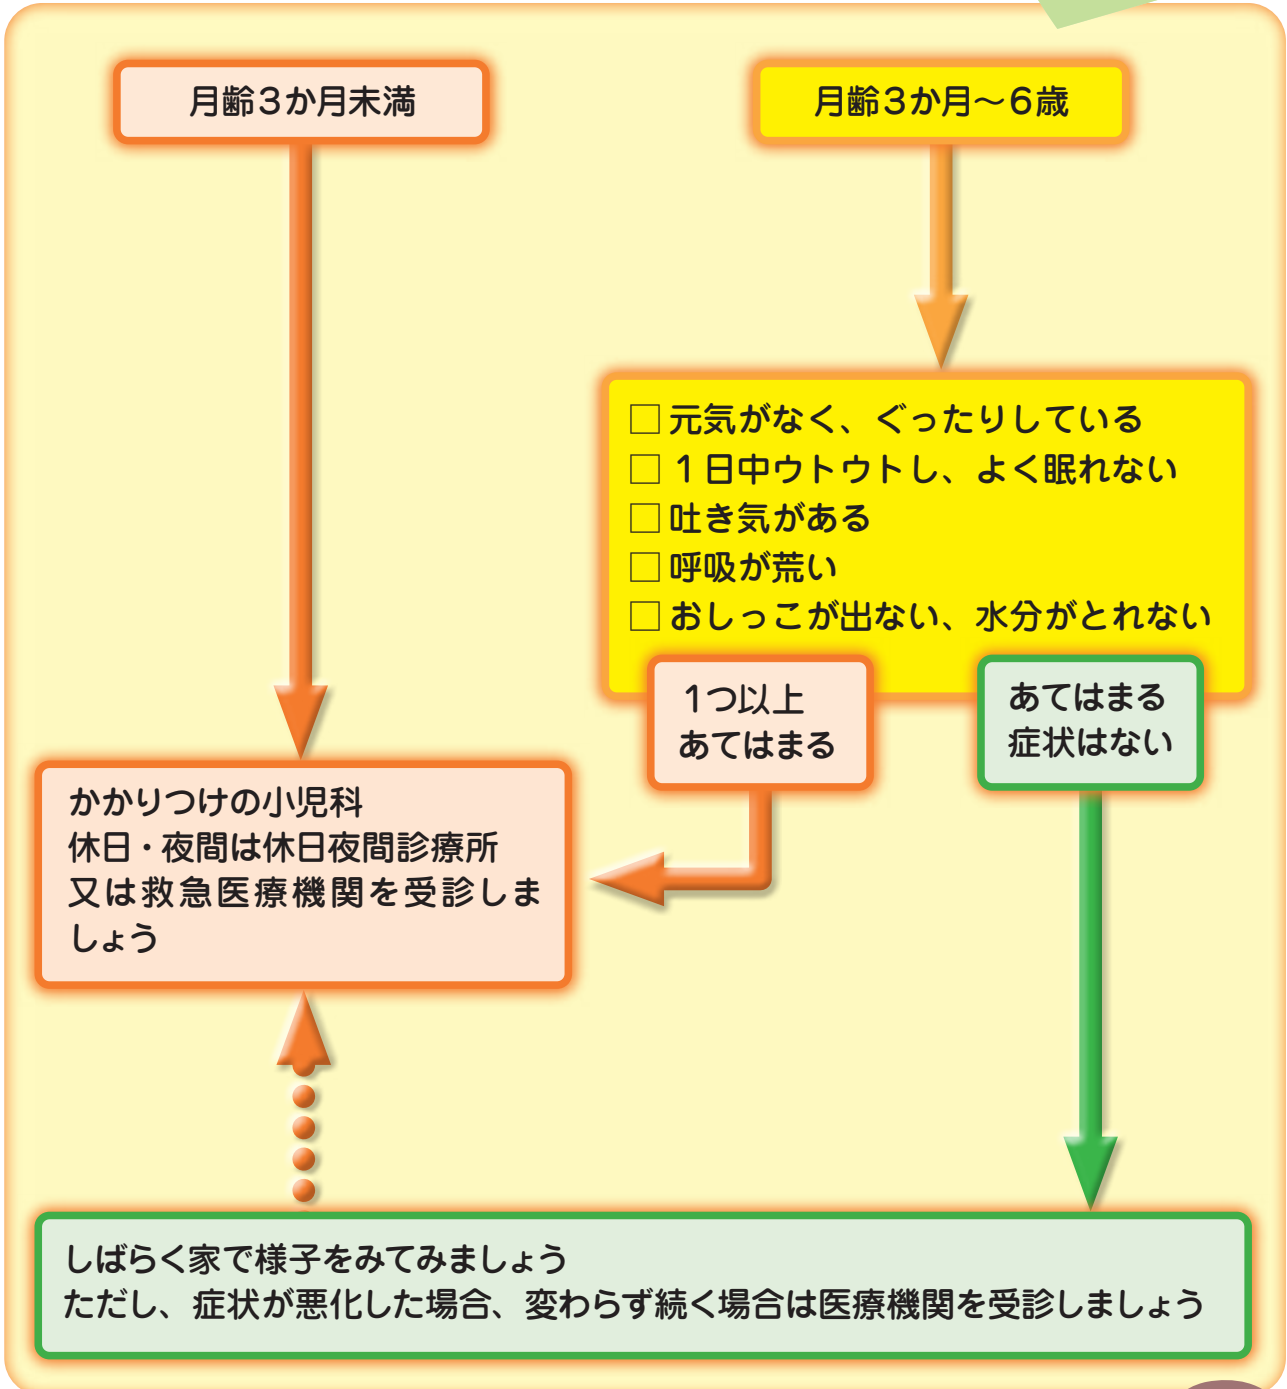 月齢３か月未満
月齢３か月～６歳
□元気がなく、ぐったりしている
□１日中ウトウトし、よく眠れない
□吐き気がある
□呼吸が荒い
□おしっこが出ない、水分がとれない
１つ以上
あてはまる
あてはまる
症状はない
かかりつけの小児科
休日・夜間は休日夜間診療所
又は救急医療機関を受診しま
しょう
しばらく家で様子をみてみましょう
ただし、症状が悪化した場合、変わらず続く場合は医療機関を受診しましょう